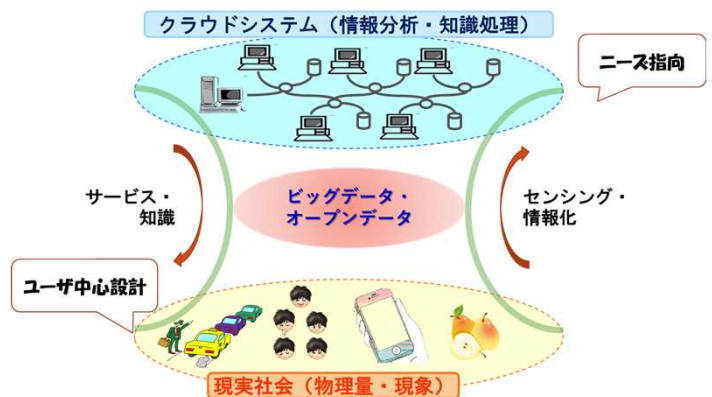 クラウドシステム（情報分析・知識処理）
ニーズ指向
サービス・
知識
ビッグデータ・
オープンデータ
センシング・
情報化
ユーザ中心設計
現実社会（物理量・現象）